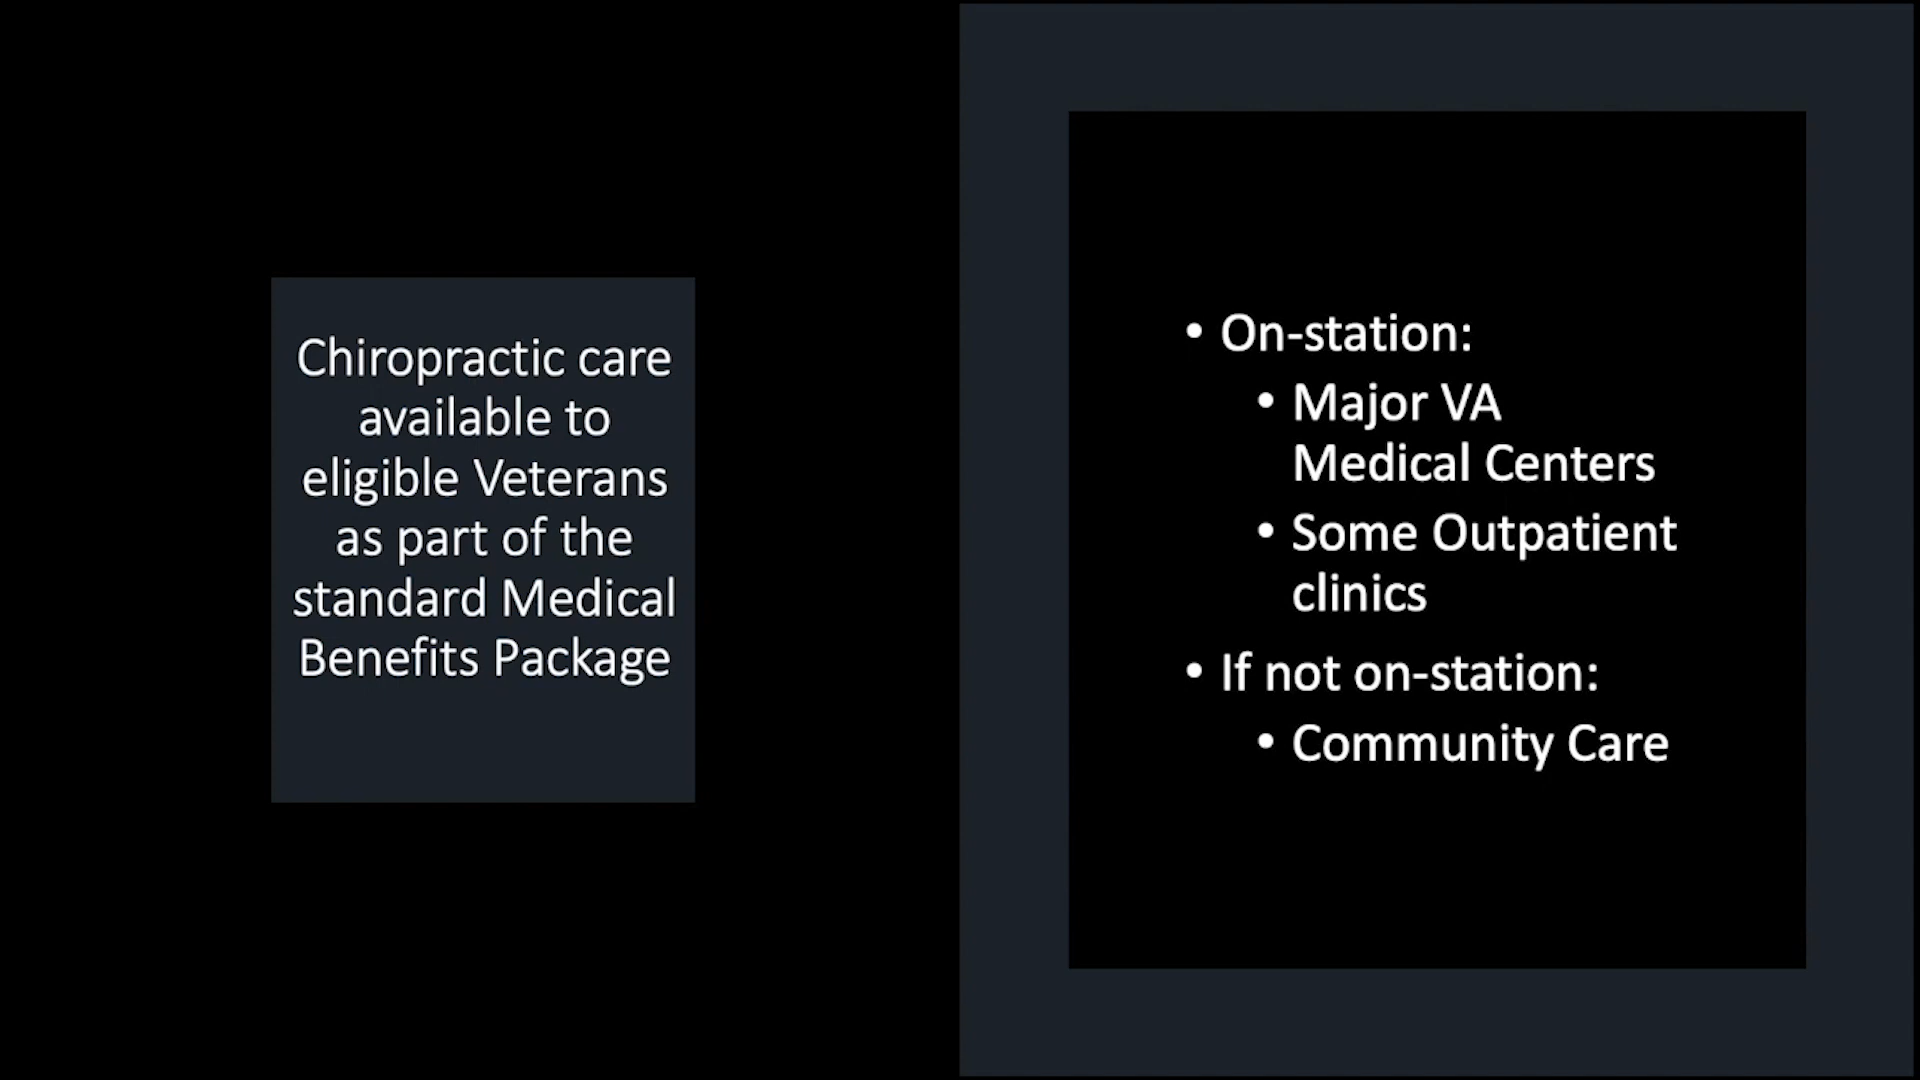 Chiropractic care
available to
eligible Veterans
as part of the
standard Medical
Benefits Package
• On-station:
• Major VA
Medical Centers
• Some Outpatient
clinics
• If not on-station:
• Community Care